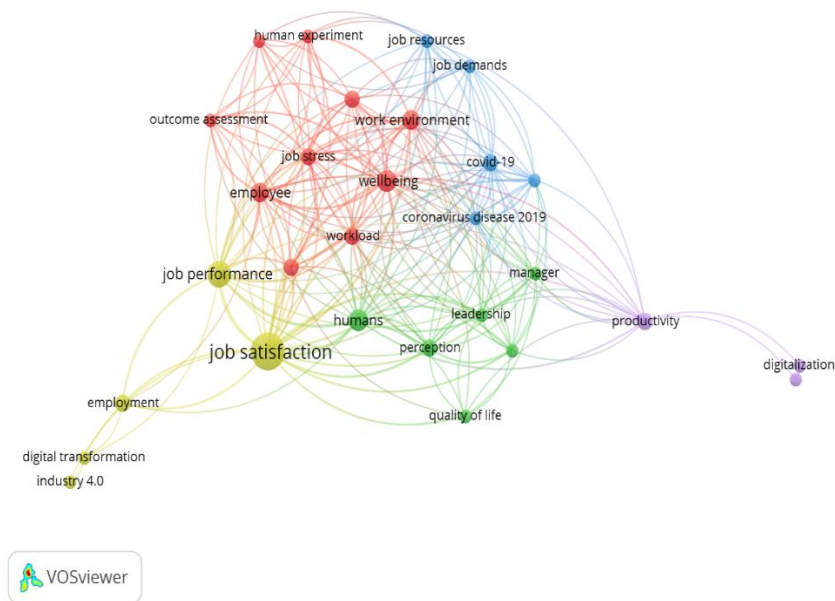 human experiment
job resources
job demands
outcome assessment
work environment
job stress
covid-19
wellbeing
employee
coronavirus disease 2019
workload
job performance
manager
humans
leadership
productivity
job satisfaction
perception
digitalization
employment
quality of life
digital transformation
industry 4.0
VOSviewer